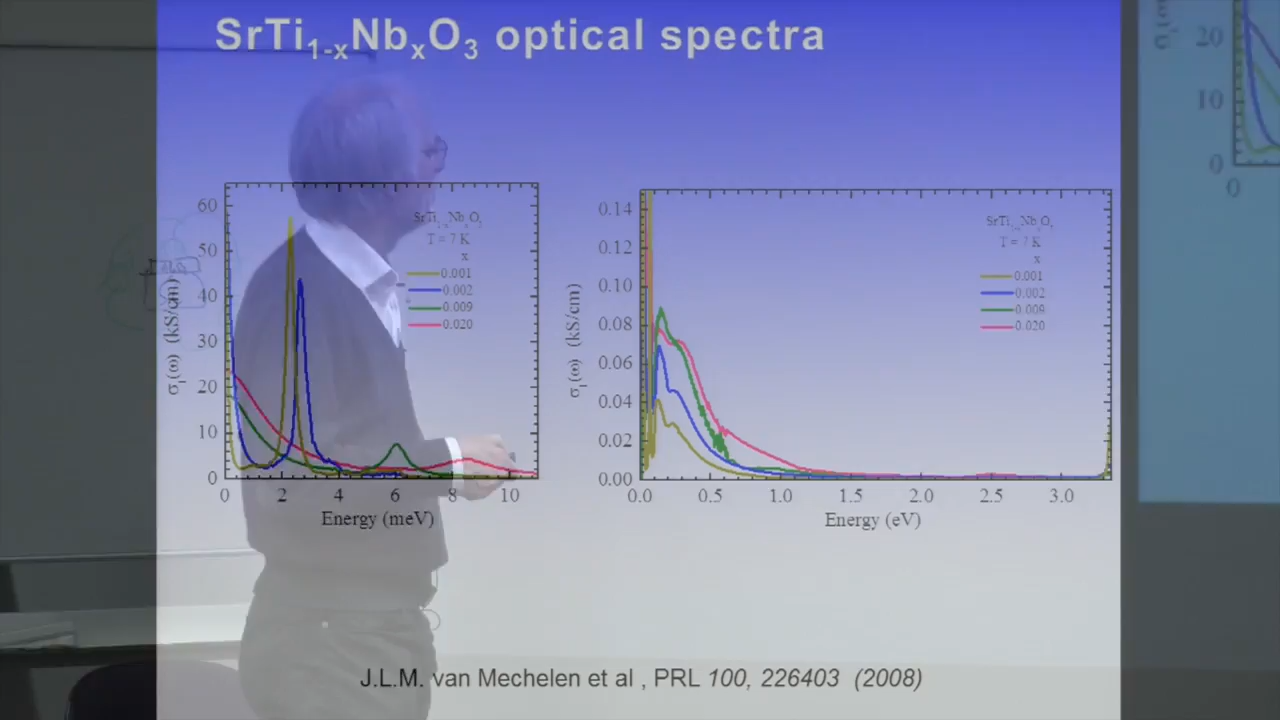 SrTi1-xNbxO3 optical spectra
60
50
40
30
20
10
0
σ1(ω) (kS/cm)
SrTi1-xNbxO3
T = 7 K
x
0.001
0.002
0.009
0.020
0 2 4 6 8 10
Energy (meV)
0.14
0.12
0.10
0.08
0.06
0.04
0.02
0.00
σ1(ω) (kS/cm)
SrTi1-xNbxO3
T = 7 K
x
0.001
0.002
0.009
0.020
0.0 0.5 1.0 1.5 2.0 2.5 3.0
Energy (eV)
J.L.M. van Mechelen et al , PRL 100, 226403 (2008)
20
10
0
0